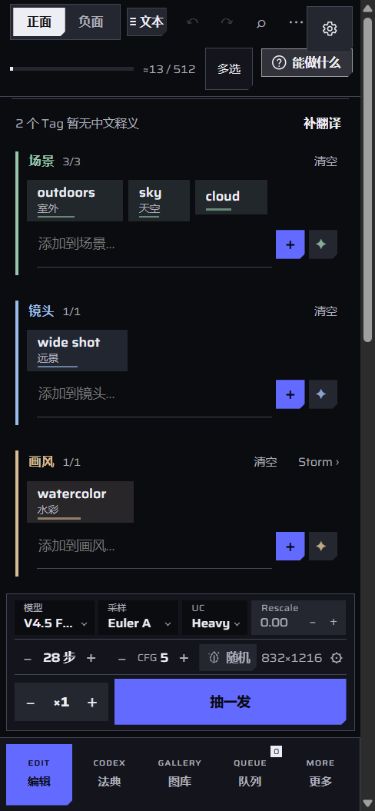 正面 负面 文本 ...
≈13 / 512 多选 ? 能做什么
2 个 Tag 暂无中文释义 补翻译
场景 3/3 清空
outdoors sky cloud
室外 天空
添加到场景... +
镜头 1/1 清空
wide shot
远景
添加到镜头... +
画风 1/1 清空 Storm ›
watercolor
水彩
添加到画风... +
模型 采样 UC Rescale
V4.5 F... Euler A Heavy 0.00 − +
− 28 步 + − CFG 5 + 随机 832×1216
− ×1 + 抽一发
EDIT CODEX GALLERY QUEUE 0 MORE
编辑 法典 图库 队列 更多